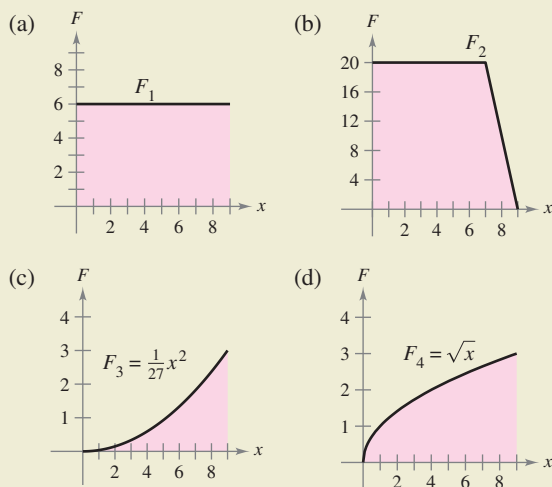 (a)
F
8
6
4
2
F₁
2 4 6 8 x
(b)
F
20
16
12
8
4
F₂
2 4 6 8 x
(c)
F
4
3
2
1
F₃ = 1/27 x²
2 4 6 8 x
(d)
F
4
3
2
1
F₄ = √x
2 4 6 8 x